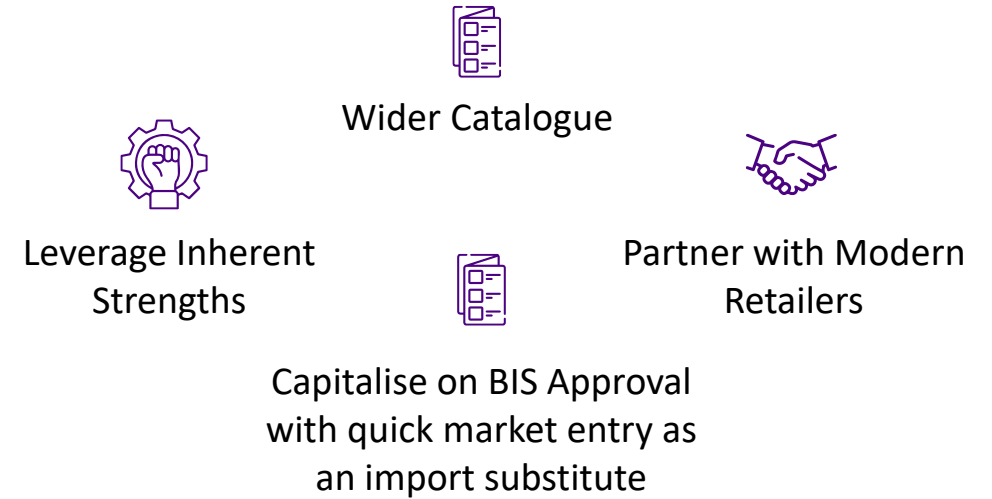 Wider Catalogue
Leverage Inherent
Strengths
Partner with Modern
Retailers
Capitalise on BIS Approval
with quick market entry as
an import substitute